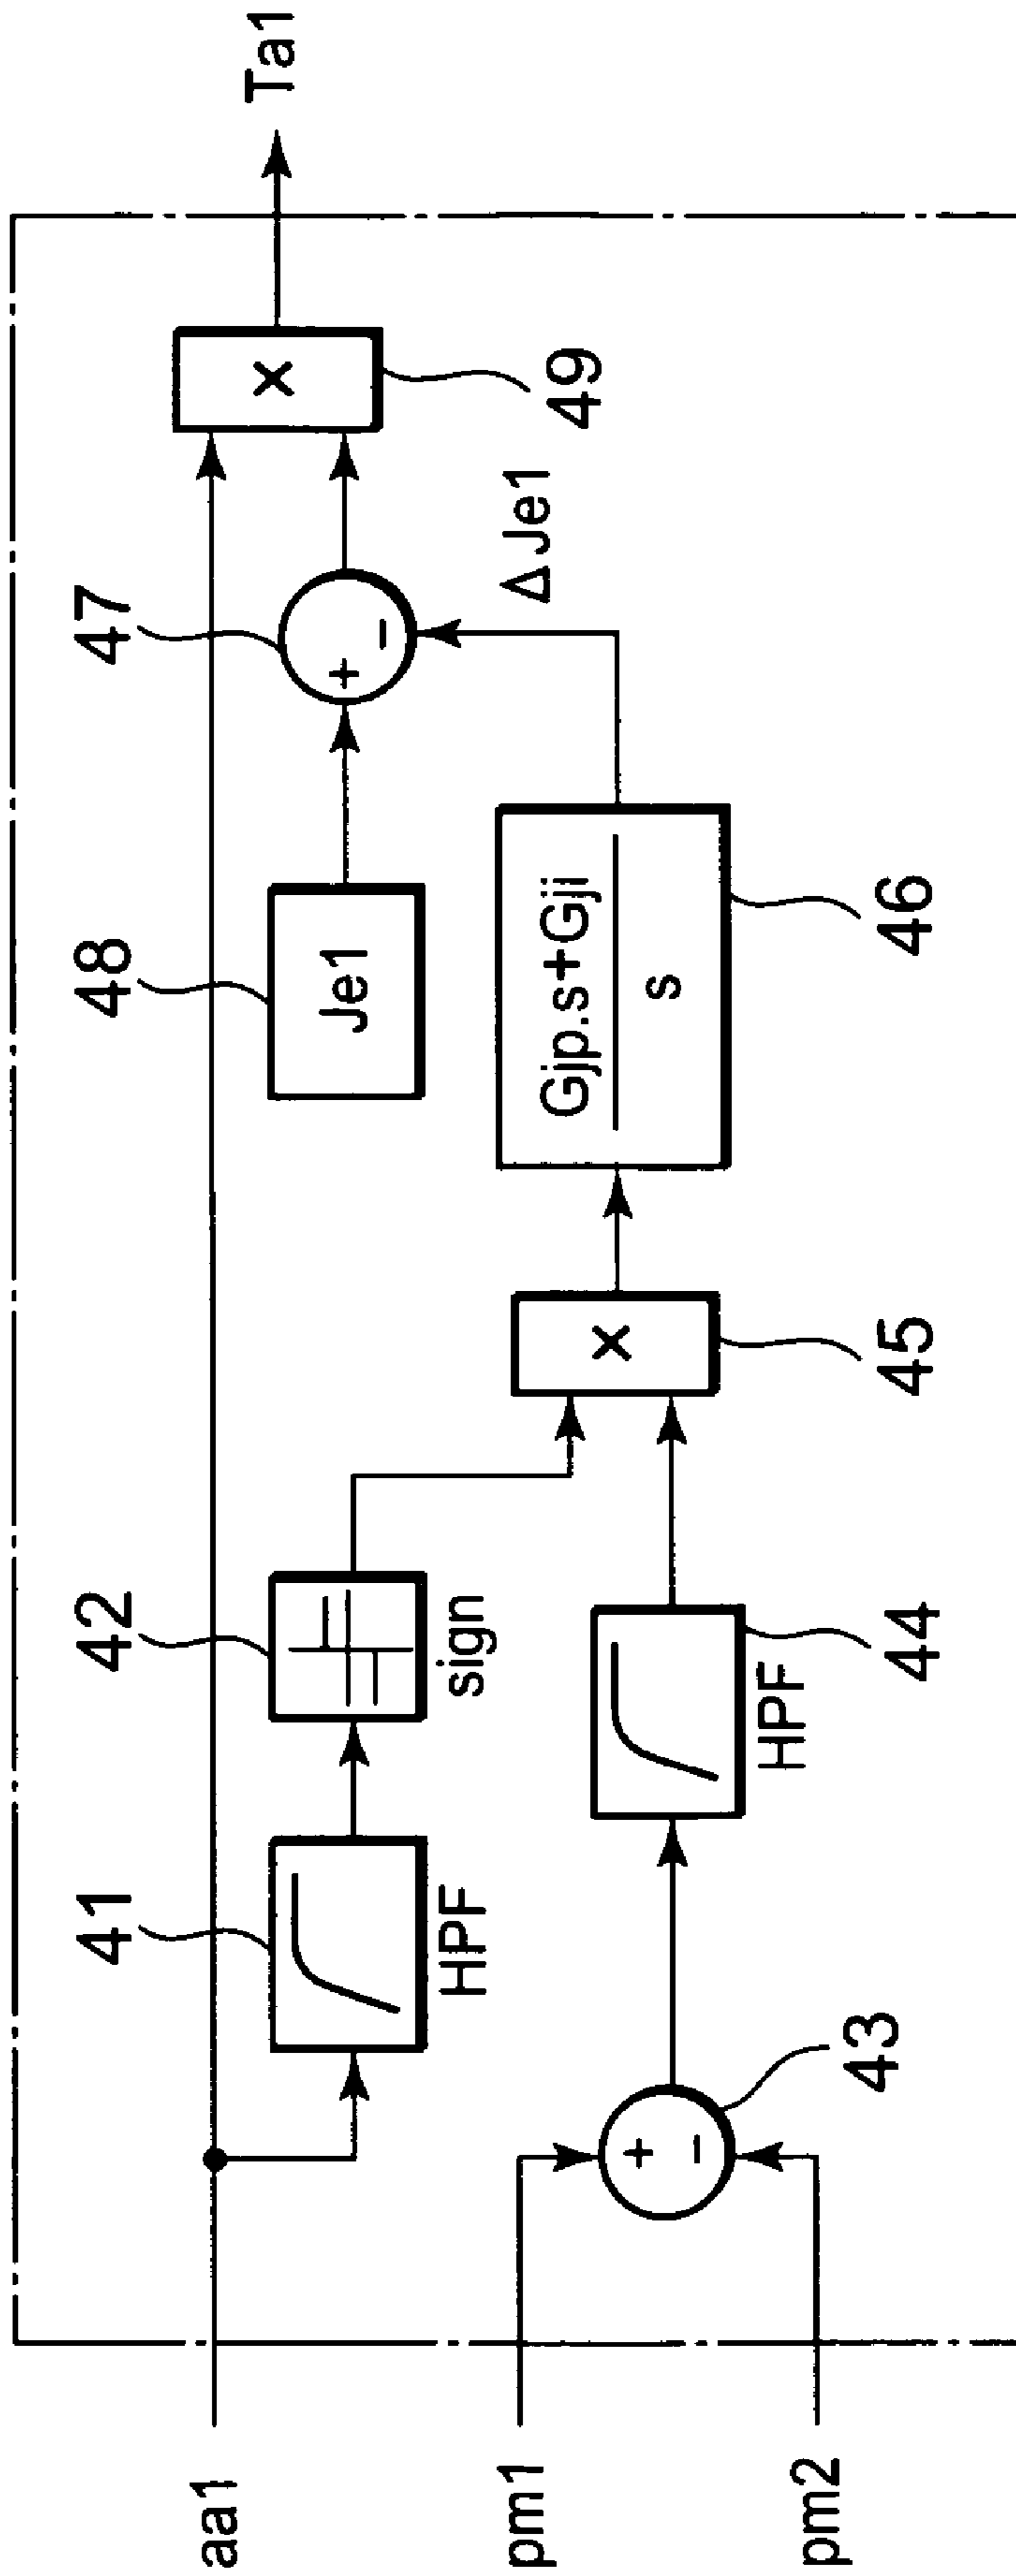 aa1
pm1
pm2
41
HPF
42
sign
43
+
−
44
HPF
45
×
46
Gjp.s+Gji
s
48
Je1
47
+
−
Δ Je1
49
×
Ta1